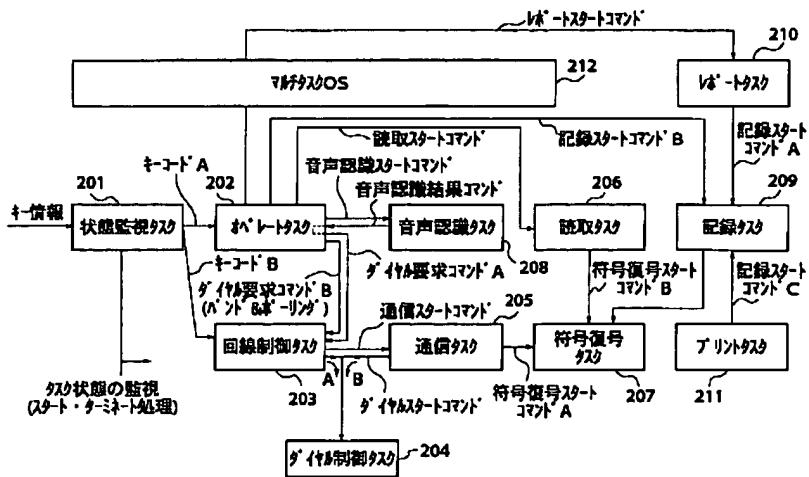 レポートスタートコマンド
212
マルチタスクOS
210
レポートタスク
読取スタートコマンド
記録スタートコマンドB
記録スタート
コマンドA
キーコードA
音声認識スタートコマンド
音声認識結果コマンド
201
202
206
209
キー情報
状態監視タスク
オペレートタスク
音声認識タスク
読取タスク
記録タスク
208
キーコードB
ダイヤル要求コマンドA
ダイヤル要求コマンドB
(ハンド&ポーリング)
符号復号スタート
コマンドB
記録スタート
コマンドC
通信スタートコマンド
205
回線制御タスク
通信タスク
符号復号
タスク
プリントタスク
203
A
B
207
211
タスク状態の監視
(スタート・ターミネート処理)
ダイヤルスタートコマンド
符号復号スタート
コマンドA
ダイヤル制御タスク
204